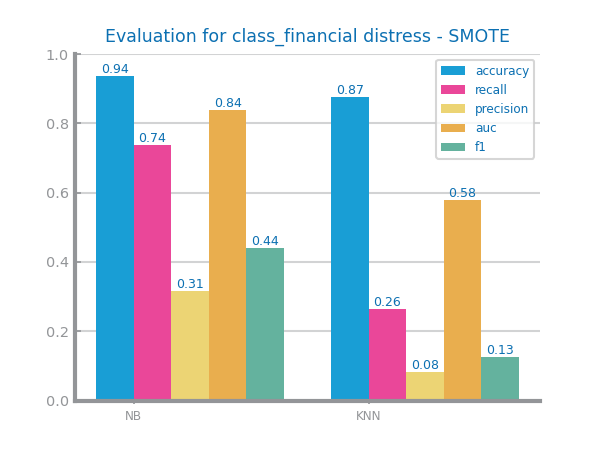 Evaluation for class_financial distress - SMOTE
1.0
0.8
0.6
0.4
0.2
0.0
0.94
0.74
0.31
0.84
0.44
0.87
0.26
0.08
0.58
0.13
accuracy
recall
precision
auc
f1
NB
KNN